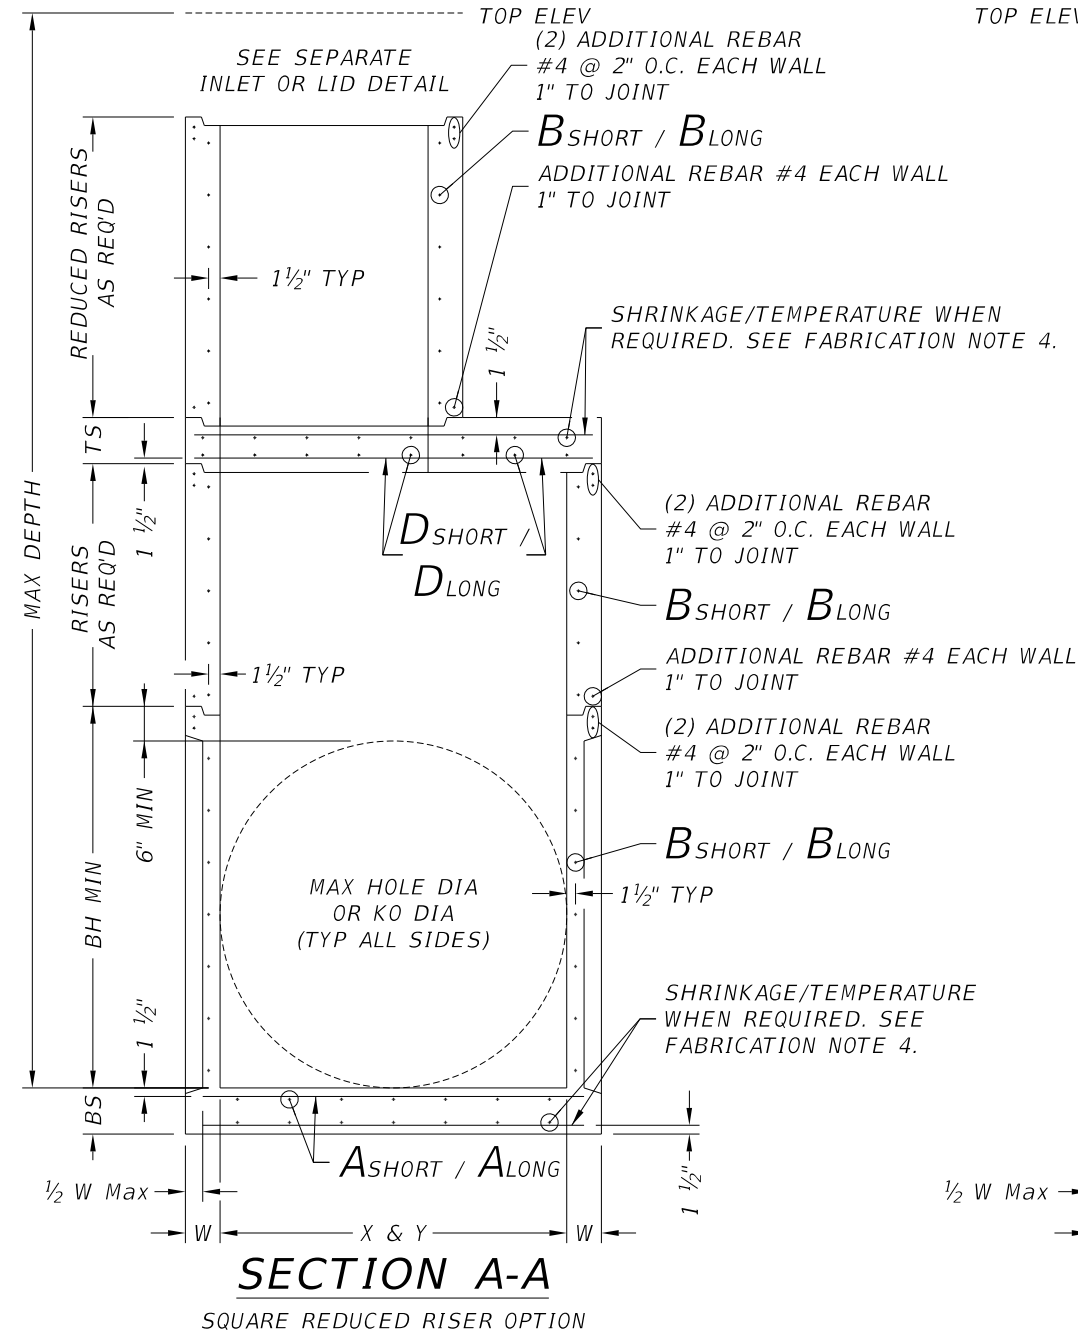 TOP ELEV
TOP ELEV
(2) ADDITIONAL REBAR
#4 @ 2" O.C. EACH WALL
1" TO JOINT
SEE SEPARATE
INLET OR LID DETAIL
BSHORT / BLONG
ADDITIONAL REBAR #4 EACH WALL
1" TO JOINT
REDUCED RISERS
AS REQ'D
1½" TYP
SHRINKAGE/TEMPERATURE WHEN
REQUIRED. SEE FABRICATION NOTE 4.
1 ½"
TS
MAX DEPTH
1 ½"
RISERS
AS REQ'D
DSHORT /
DLONG
(2) ADDITIONAL REBAR
#4 @ 2" O.C. EACH WALL
1" TO JOINT
BSHORT / BLONG
1½" TYP
ADDITIONAL REBAR #4 EACH WALL
1" TO JOINT
(2) ADDITIONAL REBAR
#4 @ 2" O.C. EACH WALL
1" TO JOINT
6" MIN
BH MIN
BSHORT / BLONG
MAX HOLE DIA
OR KO DIA
(TYP ALL SIDES)
1½" TYP
1 ½"
SHRINKAGE/TEMPERATURE
WHEN REQUIRED. SEE
FABRICATION NOTE 4.
BS
ASHORT / ALONG
1 ½"
½ W Max
½ W Max
W
X & Y
W
SECTION A-A
SQUARE REDUCED RISER OPTION